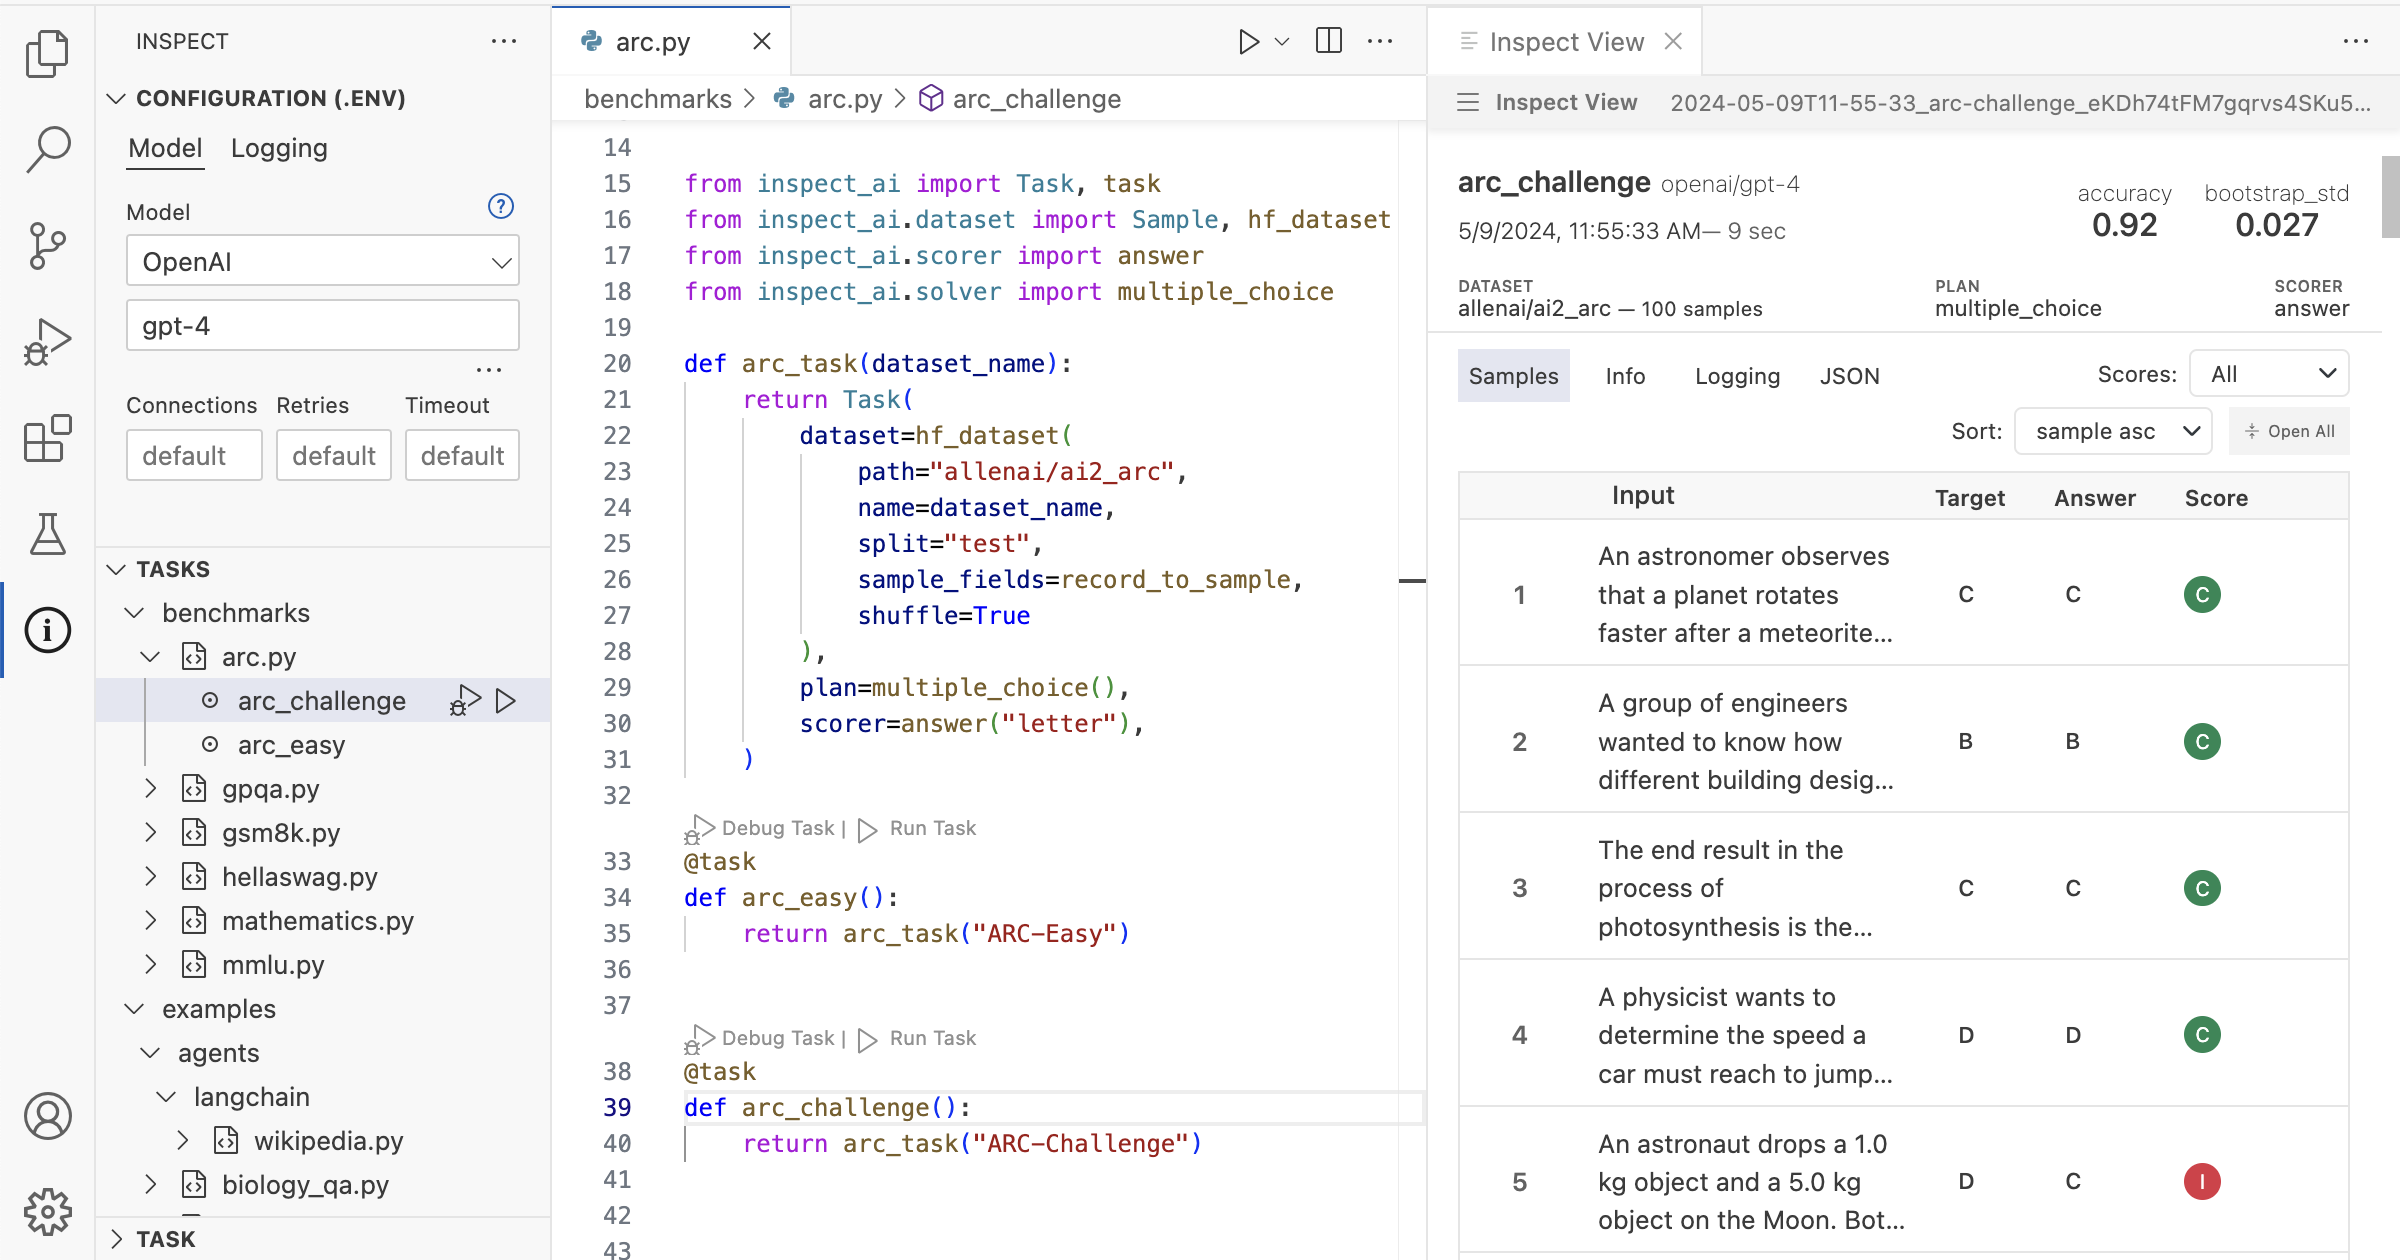 INSPECT
CONFIGURATION (.ENV)
Model Logging
Model
OpenAI
gpt-4
Connections Retries Timeout
default default default
TASKS
benchmarks
arc.py
arc_challenge
arc_easy
gpqa.py
gsm8k.py
hellaswag.py
mathematics.py
mmlu.py
examples
agents
langchain
wikipedia.py
biology_qa.py
TASK
arc.py
benchmarks > arc.py > arc_challenge
14
15 from inspect_ai import Task, task
16 from inspect_ai.dataset import Sample, hf_dataset
17 from inspect_ai.scorer import answer
18 from inspect_ai.solver import multiple_choice
19
20 def arc_task(dataset_name):
21 return Task(
22 dataset=hf_dataset(
23 path="allenai/ai2_arc",
24 name=dataset_name,
25 split="test",
26 sample_fields=record_to_sample,
27 shuffle=True
28 ),
29 plan=multiple_choice(),
30 scorer=answer("letter"),
31 )
32
Debug Task | Run Task
33 @task
34 def arc_easy():
35 return arc_task("ARC-Easy")
36
37
Debug Task | Run Task
38 @task
39 def arc_challenge():
40 return arc_task("ARC-Challenge")
41
42
43
Inspect View
Inspect View 2024-05-09T11-55-33_arc-challenge_eKDh74tFM7gqrvs4SKu5...
arc_challenge openai/gpt-4
5/9/2024, 11:55:33 AM— 9 sec
accuracy bootstrap_std
0.92 0.027
DATASET PLAN SCORER
allenai/ai2_arc — 100 samples multiple_choice answer
Samples Info Logging JSON Scores: All
Sort: sample asc Open All
Input Target Answer Score
An astronomer observes
1 that a planet rotates C C C
faster after a meteorite...
A group of engineers
2 wanted to know how B B C
different building desig...
The end result in the
3 process of C C C
photosynthesis is the...
A physicist wants to
4 determine the speed a D D C
car must reach to jump...
An astronaut drops a 1.0
5 kg object and a 5.0 kg D C I
object on the Moon. Bot...